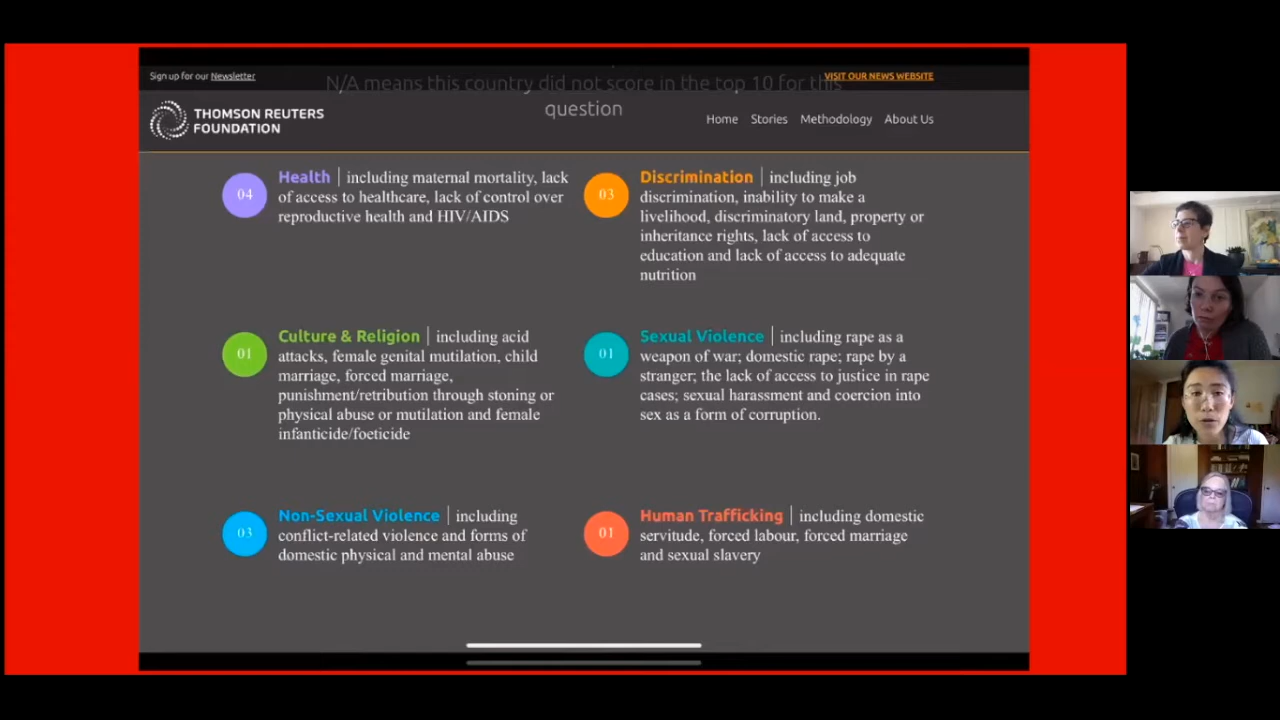 Sign up for our Newsletter
N/A means this country did not score in the top 10 for this
question
VISIT OUR NEWS WEBSITE
THOMSON REUTERS
FOUNDATION
Home Stories Methodology About Us
04
Health | including maternal mortality, lack
of access to healthcare, lack of control over
reproductive health and HIV/AIDS
03
Discrimination | including job
discrimination, inability to make a
livelihood, discriminatory land, property or
inheritance rights, lack of access to
education and lack of access to adequate
nutrition
01
Culture & Religion | including acid
attacks, female genital mutilation, child
marriage, forced marriage,
punishment/retribution through stoning or
physical abuse or mutilation and female
infanticide/foeticide
01
Sexual Violence | including rape as a
weapon of war; domestic rape; rape by a
stranger; the lack of access to justice in rape
cases; sexual harassment and coercion into
sex as a form of corruption.
03
Non-Sexual Violence | including
conflict-related violence and forms of
domestic physical and mental abuse
01
Human Trafficking | including domestic
servitude, forced labour, forced marriage
and sexual slavery